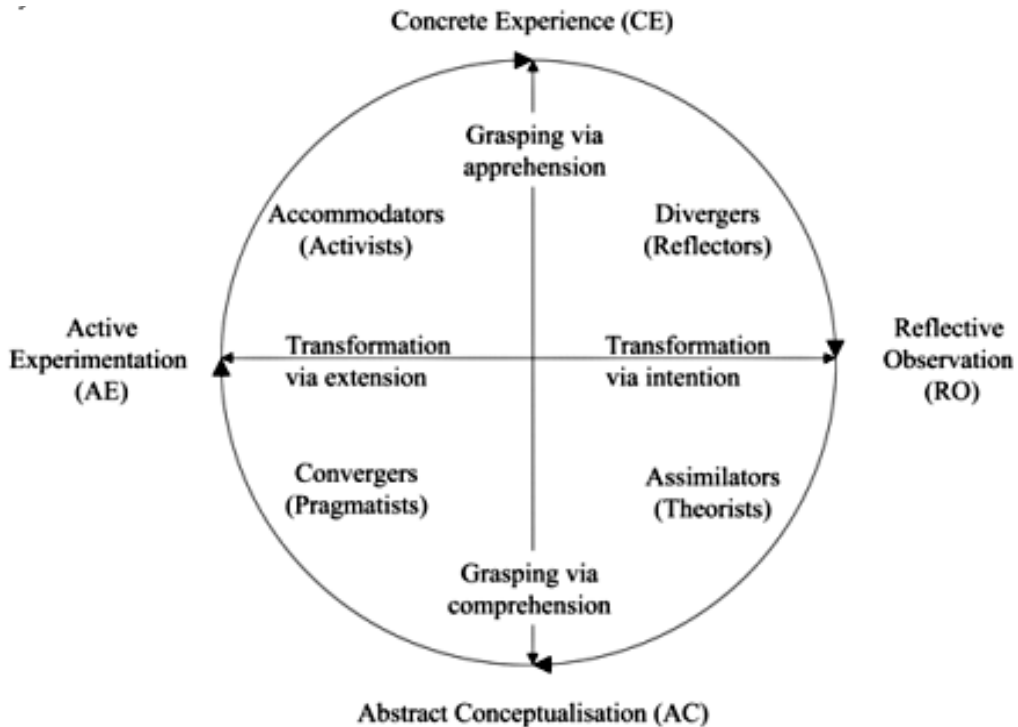 Concrete Experience (CE)
Grasping via
apprehension
Accommodators
(Activists)
Divergers
(Reflectors)
Active
Experimentation
(AE)
Transformation
via extension
Transformation
via intention
Reflective
Observation
(RO)
Convergers
(Pragmatists)
Assimilators
(Theorists)
Grasping via
comprehension
Abstract Conceptualisation (AC)